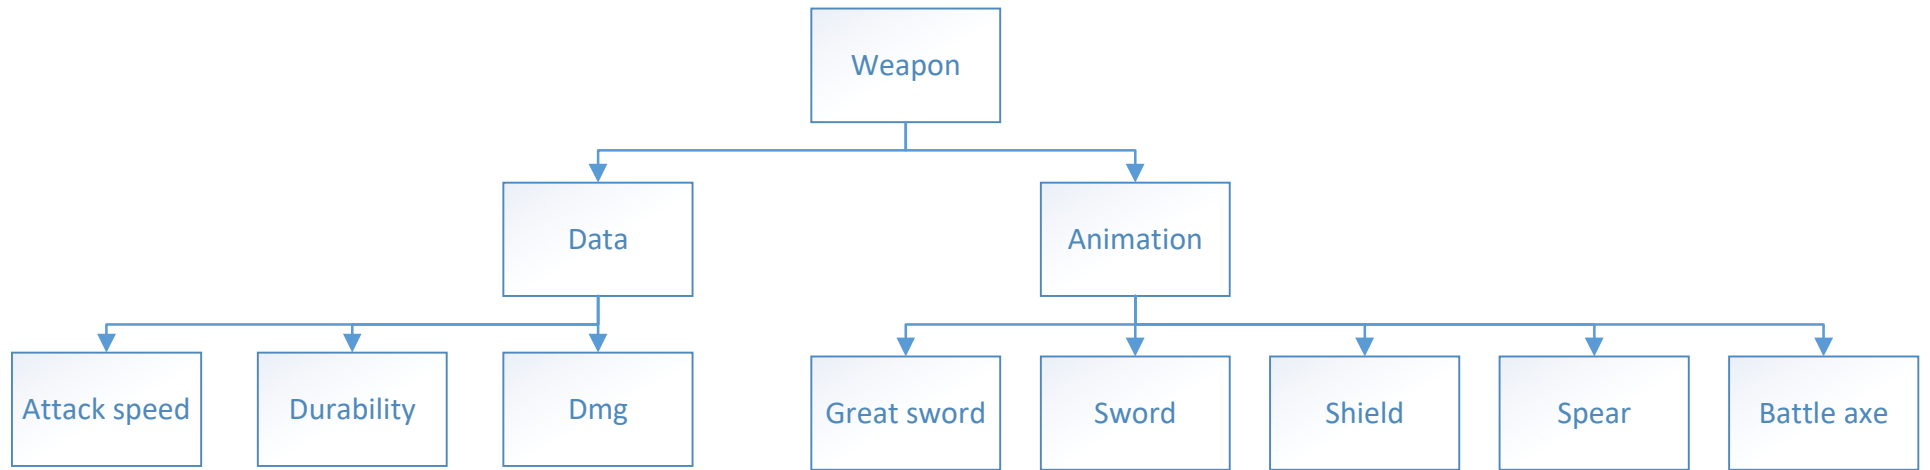 Weapon
Data
Animation
Attack speed
Durability
Dmg
Great sword
Sword
Shield
Spear
Battle axe